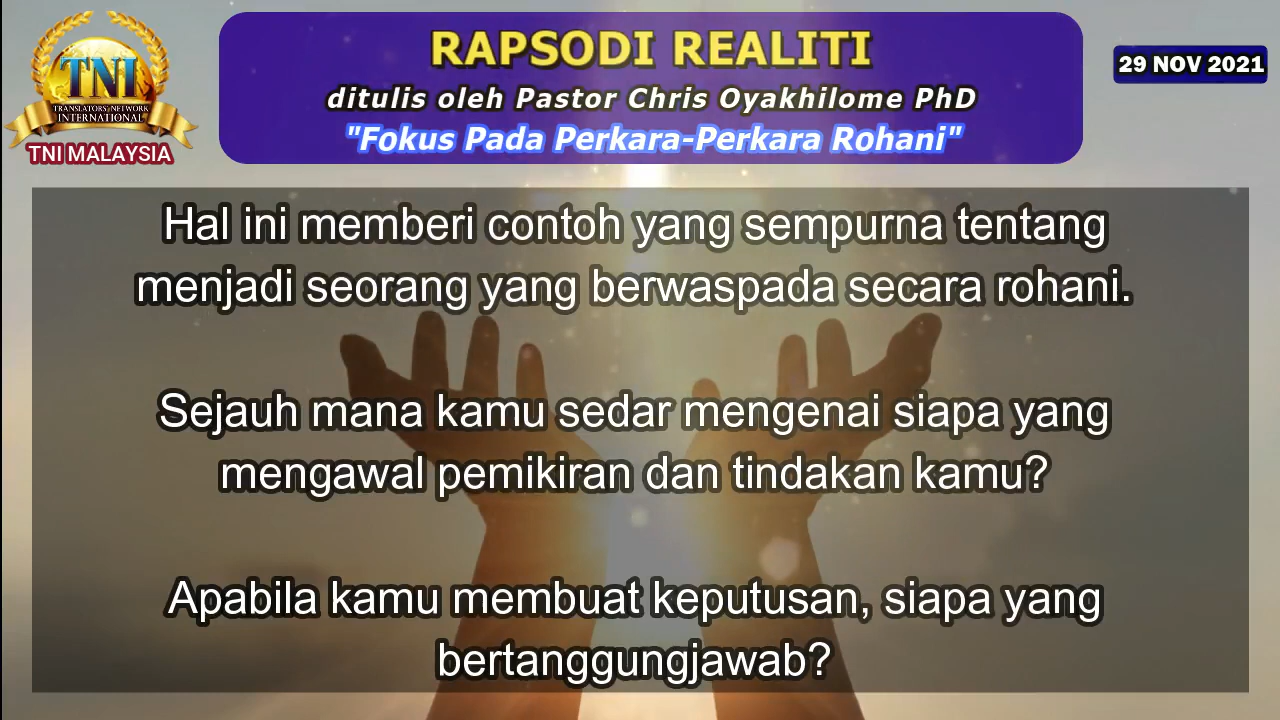 TNI
TRANSLATORS' NETWORK
INTERNATIONAL
TNI MALAYSIA
RAPSODI REALITI
ditulis oleh Pastor Chris Oyakhilome PhD
"Fokus Pada Perkara-Perkara Rohani"
29 NOV 2021
Hal ini memberi contoh yang sempurna tentang
menjadi seorang yang berwaspada secara rohani.
Sejauh mana kamu sedar mengenai siapa yang
mengawal pemikiran dan tindakan kamu?
Apabila kamu membuat keputusan, siapa yang
bertanggungjawab?